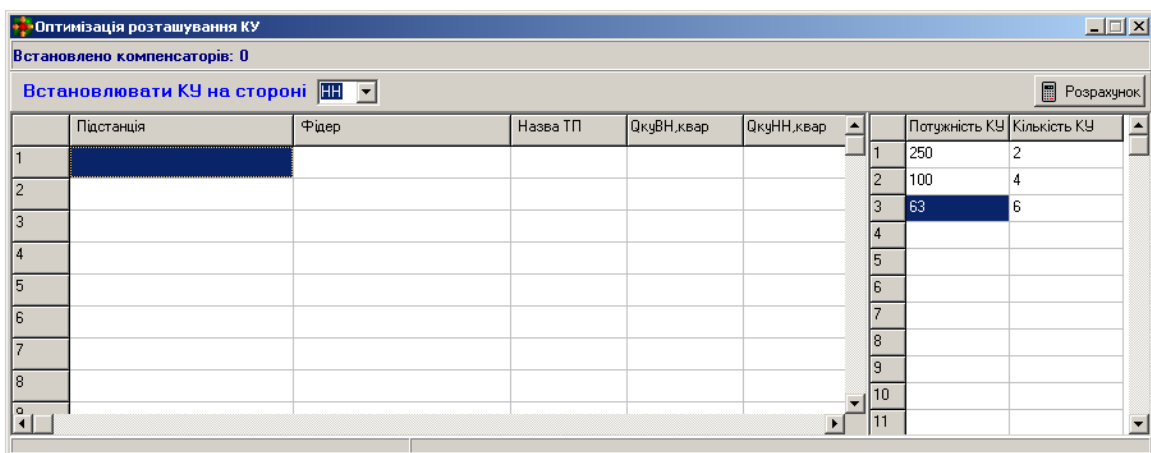 Оптимізація розташування КУ
Встановлено компенсаторів: 0
Встановлювати КУ на стороні НН
Розрахунок
Підстанція Фідер Назва ТП QкуВН,квар QкуНН,квар
1
2
3
4
5
6
7
8
9
Потужність КУ Кількість КУ
1 250 2
2 100 4
3 63 6
4
5
6
7
8
9
10
11